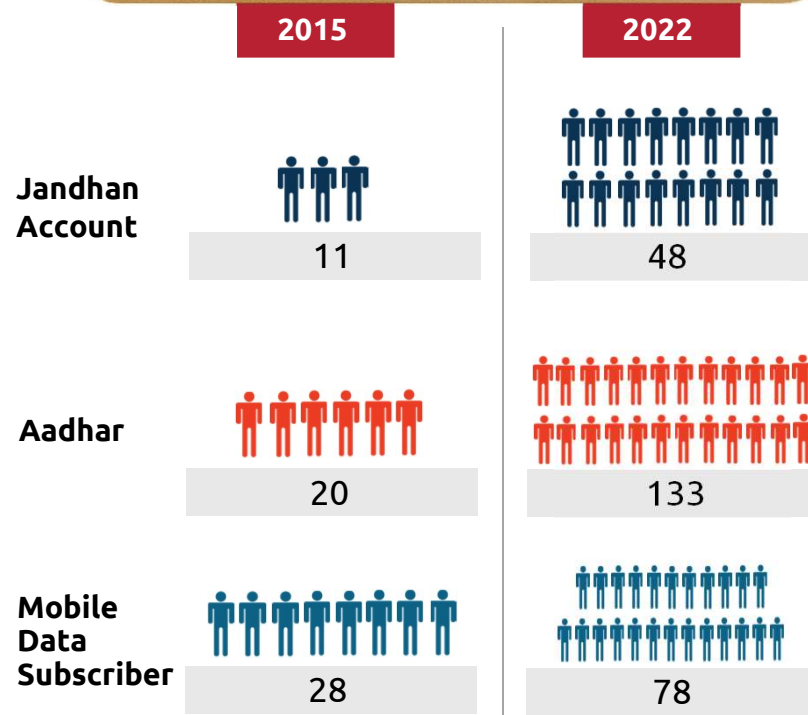 2015
2022
Jandhan
Account
11
48
Aadhar
20
133
Mobile
Data
Subscriber
28
78